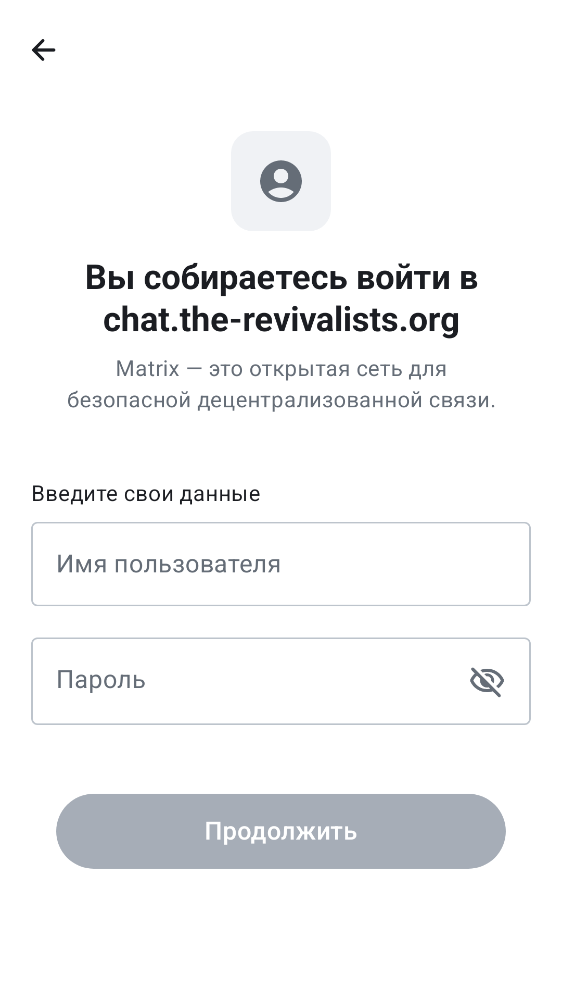 Вы собираетесь войти в
chat.the-revivalists.org
Matrix — это открытая сеть для
безопасной децентрализованной связи.
Введите свои данные
Имя пользователя
Пароль
Продолжить